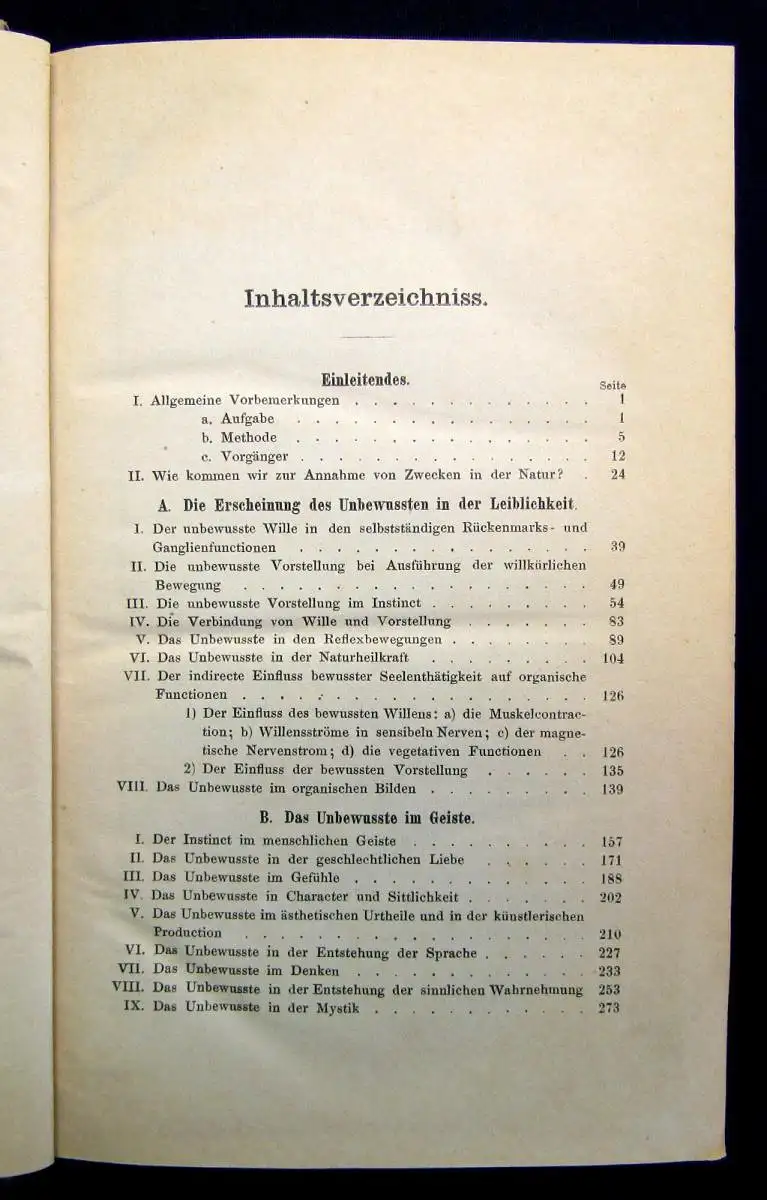 Inhaltsverzeichniss.
Einleitendes.
Seite
I. Allgemeine Vorbemerkungen . . . . . . . . . . . . . 1
a. Aufgabe . . . . . . . . . . . . . . . . 1
b. Methode . . . . . . . . . . . . . . . . 5
c. Vorgänger . . . . . . . . . . . . . . . . 12
II. Wie kommen wir zur Annahme von Zwecken in der Natur? . 24
A. Die Erscheinung des Unbewussten in der Leiblichkeit.
I. Der unbewusste Wille in den selbstständigen Rückenmarks- und
Ganglienfunctionen . . . . . . . . . . . . . . . . 39
II. Die unbewusste Vorstellung bei Ausführung der willkürlichen
Bewegung . . . . . . . . . . . . . . . . . . 49
III. Die unbewusste Vorstellung im Instinct . . . . . . . . . 54
IV. Die Verbindung von Wille und Vorstellung . . . . . . . 83
V. Das Unbewusste in den Reflexbewegungen . . . . . . . . 89
VI. Das Unbewusste in der Naturheilkraft . . . . . . . . . 104
VII. Der indirecte Einfluss bewusster Seelenthätigkeit auf organische
Functionen . . . . . . . . . . . . . . . . . . 126
1) Der Einfluss des bewussten Willens: a) die Muskelcontrac-
tion; b) Willensströme in sensibeln Nerven; c) der magne-
tische Nervenstrom; d) die vegetativen Functionen . . 126
2) Der Einfluss der bewussten Vorstellung . . . . . . 135
VIII. Das Unbewusste im organischen Bilden . . . . . . . . . 139
B. Das Unbewusste im Geiste.
I. Der Instinct im menschlichen Geiste . . . . . . . . . . 157
II. Das Unbewusste in der geschlechtlichen Liebe . . . . . . 171
III. Das Unbewusste im Gefühle . . . . . . . . . . . . . 188
IV. Das Unbewusste in Character und Sittlichkeit . . . . . . . 202
V. Das Unbewusste im ästhetischen Urtheile und in der künstlerischen
Production . . . . . . . . . . . . . . . . . . 210
VI. Das Unbewusste in der Entstehung der Sprache . . . . . . 227
VII. Das Unbewusste im Denken . . . . . . . . . . . . . 233
VIII. Das Unbewusste in der Entstehung der sinnlichen Wahrnehmung 253
IX. Das Unbewusste in der Mystik . . . . . . . . . . . . 273